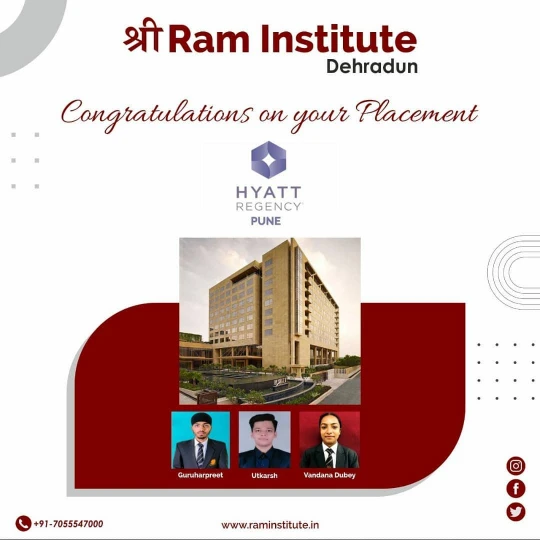 श्री Ram Institute
Dehradun
Congratulations on your Placement
HYATT
REGENCY
PUNE
Guruharpreet
Utkarsh
Vandana Dubey
+91-7055547000
www.raminstitute.in